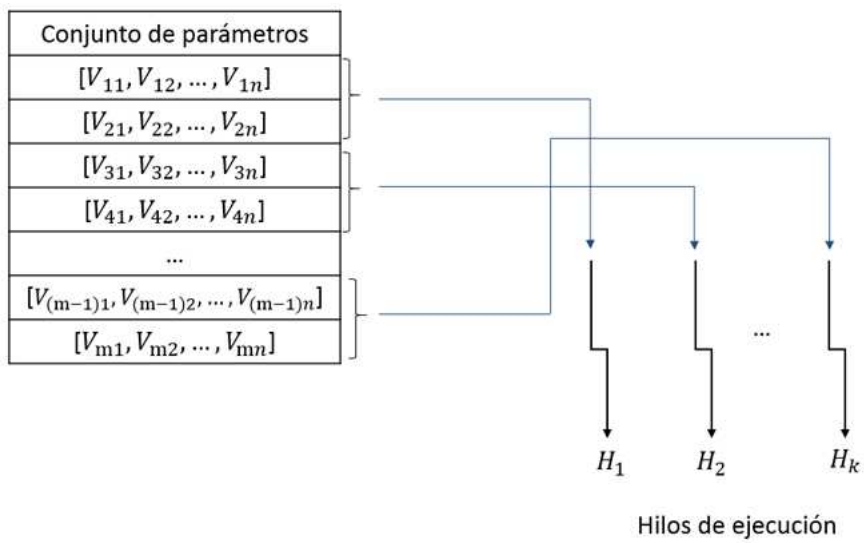 Conjunto de parámetros
[V₁₁, V₁₂, ... , V₁ₙ]
[V₂₁, V₂₂, ... , V₂ₙ]
[V₃₁, V₃₂, ... , V₃ₙ]
[V₄₁, V₄₂, ... , V₄ₙ]
...
[V₍ₘ₋₁₎₁, V₍ₘ₋₁₎₂, ... , V₍ₘ₋₁₎ₙ]
[Vₘ₁, Vₘ₂, ... , Vₘₙ]
...
H₁ H₂ Hₖ
Hilos de ejecución